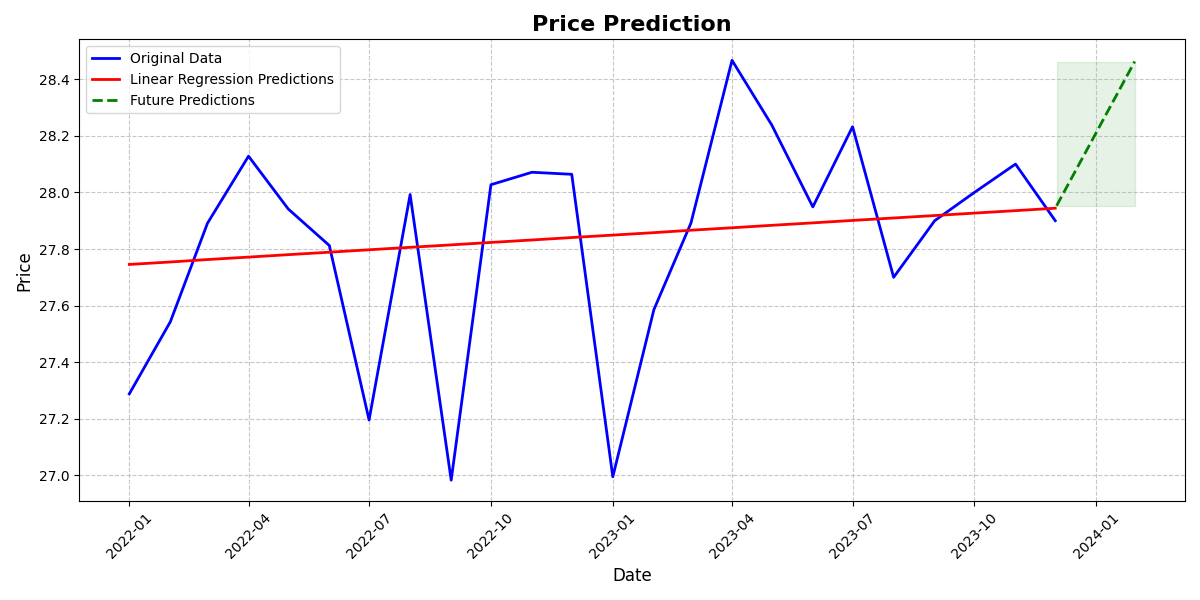 Price Prediction
Original Data
Linear Regression Predictions
Future Predictions
Price
28.4
28.2
28.0
27.8
27.6
27.4
27.2
27.0
2022-01
2022-04
2022-07
2022-10
2023-01
2023-04
2023-07
2023-10
2024-01
Date